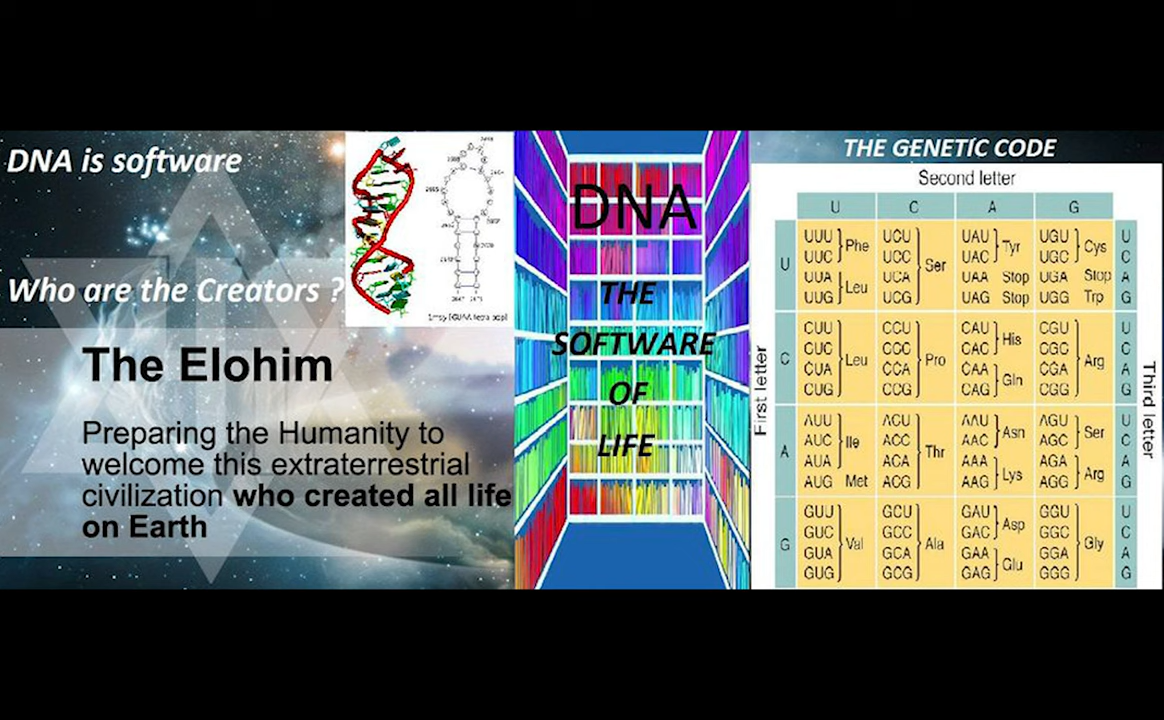 DNA is software
Who are the Creators ?
The Elohim
Preparing the Humanity to
welcome this extraterrestrial
civilization who created all life
on Earth
DNA
THE
SOFTWARE
OF
LIFE
THE GENETIC CODE
Second letter
U C A G
First letter
Third letter
U
UUU UUC Phe
UUA UUG Leu
UCU UCC UCA UCG Ser
UAU UAC Tyr
UAA Stop
UAG Stop
UGU UGC Cys
UGA Stop
UGG Trp
U C A G
C
CUU CUC CUA CUG Leu
CCU CCC CCA CCG Pro
CAU CAC His
CAA CAG Gln
CGU CGC CGA CGG Arg
U C A G
A
AUU AUC AUA Ile
AUG Met
ACU ACC ACA ACG Thr
AAU AAC Asn
AAA AAG Lys
AGU AGC Ser
AGA AGG Arg
U C A G
G
GUU GUC GUA GUG Val
GCU GCC GCA GCG Ala
GAU GAC Asp
GAA GAG Glu
GGU GGC GGA GGG Gly
U C A G